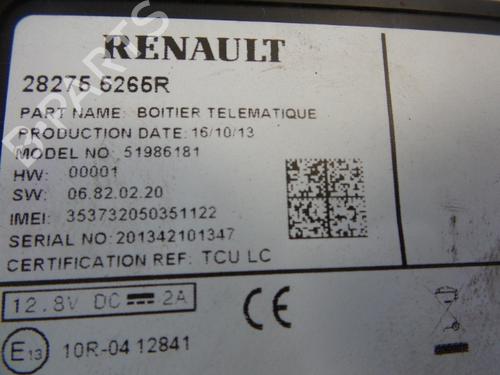 RENAULT
28275 5265R
PART NAME: BOITIER TELEMATIQUE
PRODUCTION DATE: 16/10/13
MODEL NO: 51986181
HW: 00001
SW: 06.82.02.20
IMEI: 353732050351122
SERIAL NO: 201342101347
CERTIFICATION REF: TCU LC
12.8V DC 2A
CE
E13 10R-04 12841
BPARTS